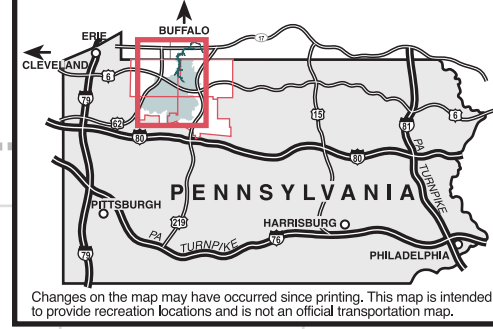 BUFFALO
ERIE
17
CLEVELAND
6
79
62
80
15
81
6
80
PA TURNPIKE
PENNSYLVANIA
PITTSBURGH
219
HARRISBURG
PA TURNPIKE
76
79
PHILADELPHIA
Changes on the map may have occurred since printing. This map is intended
to provide recreation locations and is not an official transportation map.